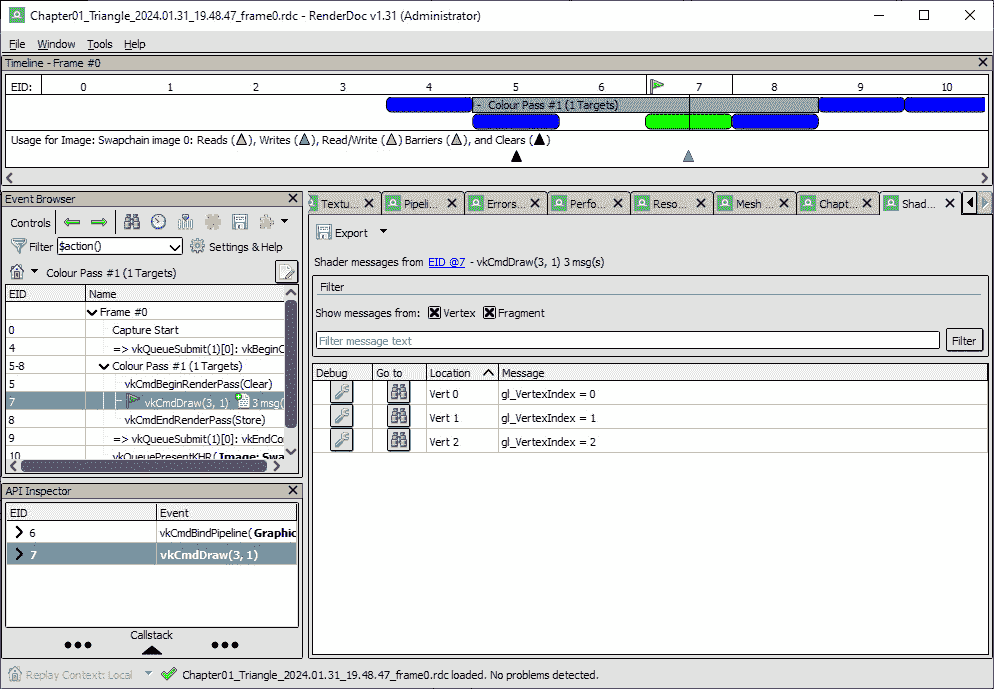 Chapter01_Triangle_2024.01.31_19.48.47_frame0.rdc - RenderDoc v1.31 (Administrator)
File Window Tools Help
Timeline - Frame #0
EID: 0 1 2 3 4 5 6 7 8 9 10
- Colour Pass #1 (1 Targets)
Usage for Image: Swapchain image 0: Reads ( ), Writes ( ), Read/Write ( ) Barriers ( ), and Clears ( )
Event Browser
Controls
Filter $action() Settings & Help
Colour Pass #1 (1 Targets)
EID Name
Frame #0
0 Capture Start
4 => vkQueueSubmit(1)[0]: vkBeginC
5-8 Colour Pass #1 (1 Targets)
5 vkCmdBeginRenderPass(Clear)
7 vkCmdDraw(3, 1) 3 msg(
8 vkCmdEndRenderPass(Store)
9 => vkQueueSubmit(1)[0]: vkEndCo
10 vkQueuePresentKHR( Image: Swa
API Inspector
EID Event
6 vkCmdBindPipeline( Graphic
7 vkCmdDraw(3, 1)
Callstack
Textu... Pipeli... Errors... Perfo... Reso... Mesh ... Chapt... Shad...
Export
Shader messages from EID @7 - vkCmdDraw(3, 1) 3 msg(s)
Filter
Show messages from: Vertex Fragment
Filter message text Filter
Debug Go to Location Message
Vert 0 gl_VertexIndex = 0
Vert 1 gl_VertexIndex = 1
Vert 2 gl_VertexIndex = 2
Replay Context: Local Chapter01_Triangle_2024.01.31_19.48.47_frame0.rdc loaded. No problems detected.